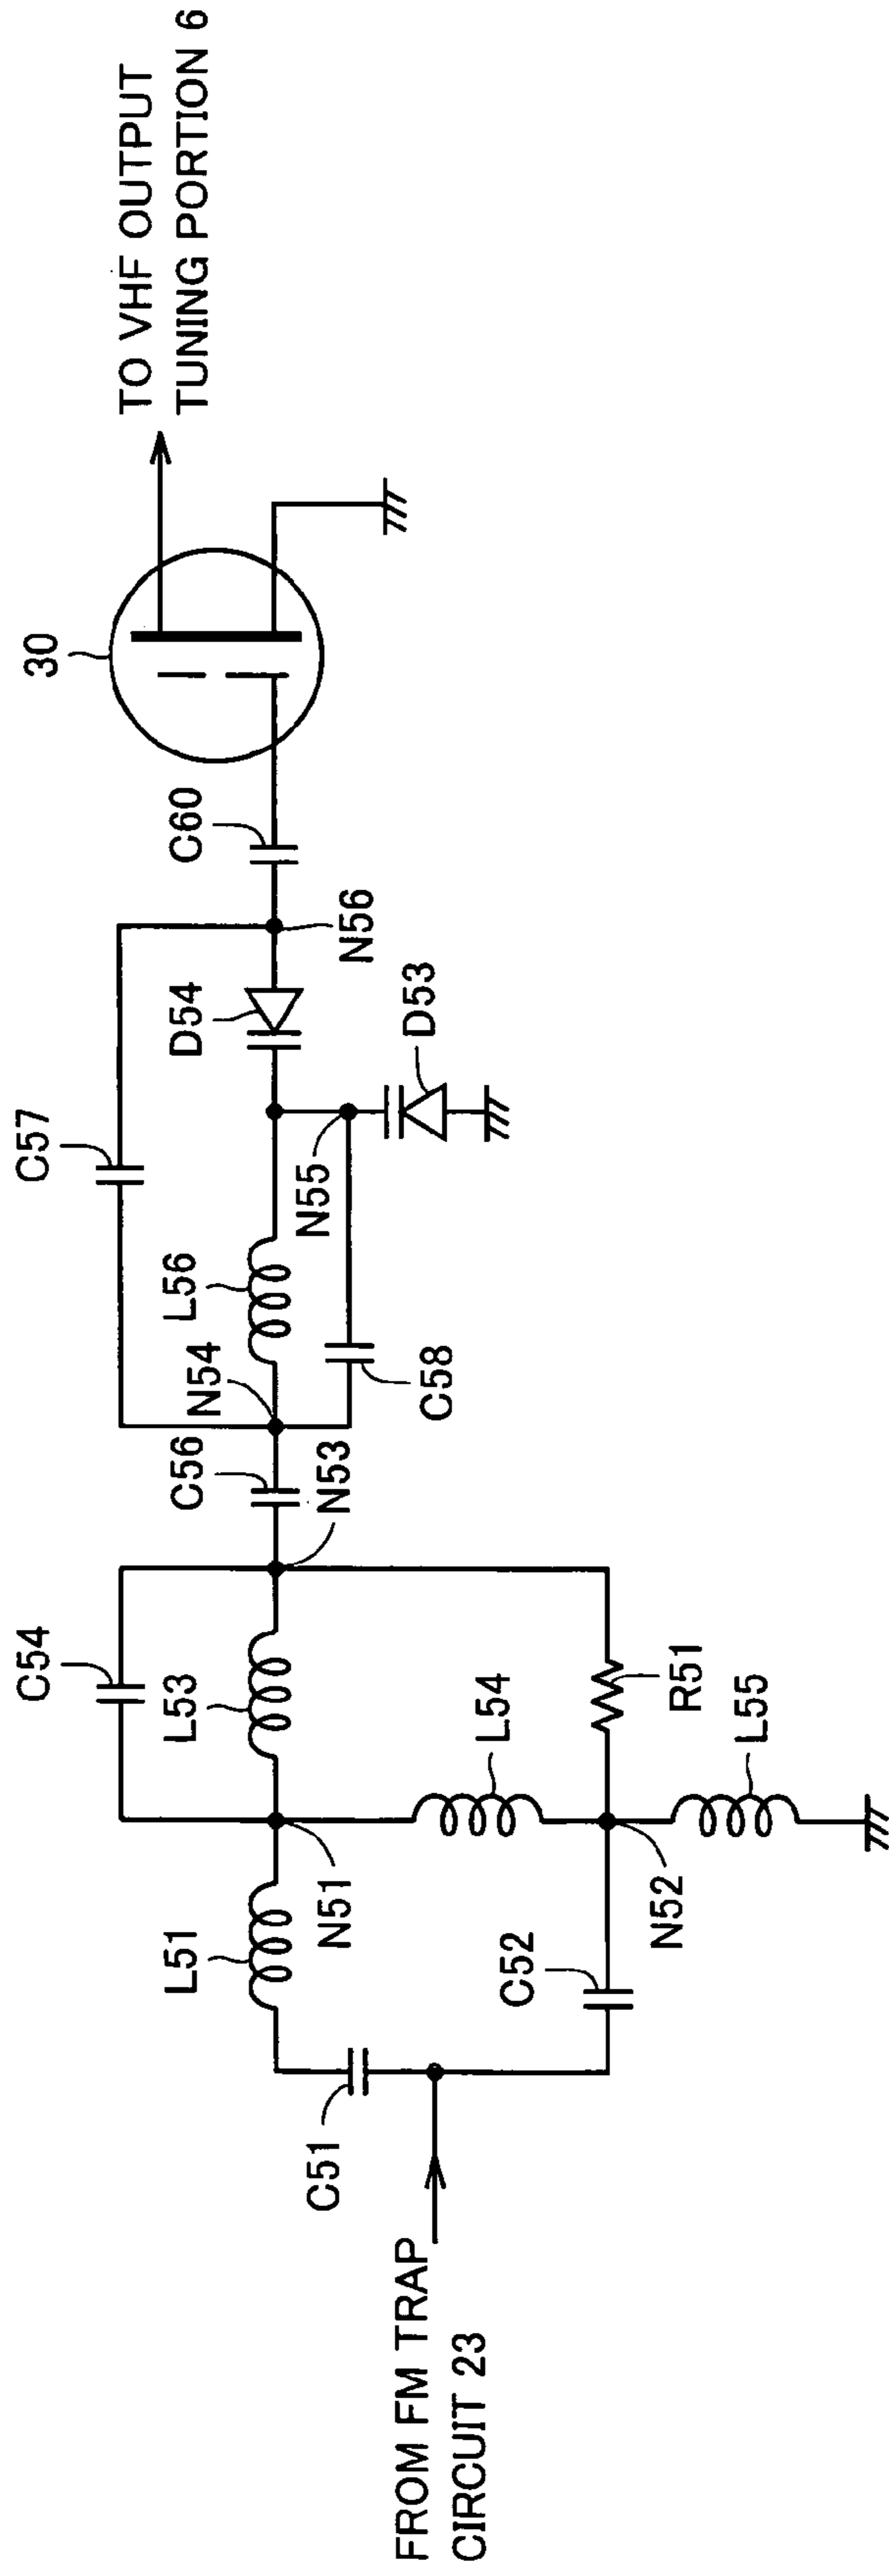 FROM FM TRAP
CIRCUIT 23
C51
L51
N51
C52
N52
C54
L53
L54
R51
L55
N53
C56
N54
L56
C58
C57
N55
D54
D53
N56
C60
30
TO VHF OUTPUT
TUNING PORTION 6